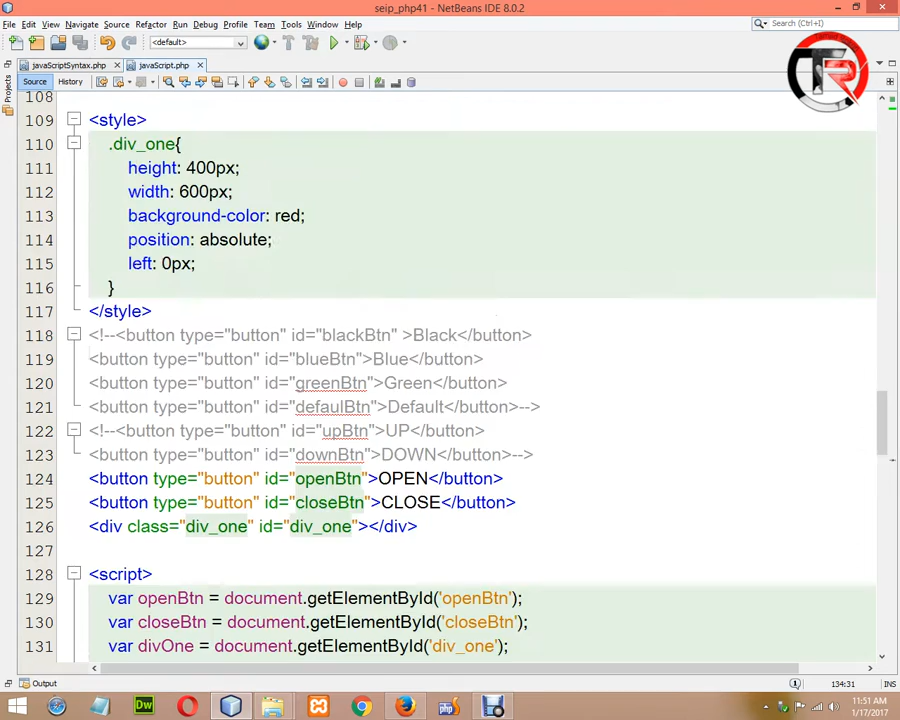 seip_php41 - NetBeans IDE 8.0.2
File Edit View Navigate Source Refactor Run Debug Profile Team Tools Window Help
Search (Ctrl+I)
<default>
javaScriptSyntax.php
javaScript.php
Source History
Projects
TR
108
109 <style>
110 .div_one{
111 height: 400px;
112 width: 600px;
113 background-color: red;
114 position: absolute;
115 left: 0px;
116 }
117 </style>
118 <!--<button type="button" id="blackBtn" >Black</button>
119 <button type="button" id="blueBtn">Blue</button>
120 <button type="button" id="greenBtn">Green</button>
121 <button type="button" id="defaulBtn">Default</button>-->
122 <!--<button type="button" id="upBtn">UP</button>
123 <button type="button" id="downBtn">DOWN</button>-->
124 <button type="button" id="openBtn">OPEN</button>
125 <button type="button" id="closeBtn">CLOSE</button>
126 <div class="div_one" id="div_one"></div>
127
128 <script>
129 var openBtn = document.getElementById('openBtn');
130 var closeBtn = document.getElementById('closeBtn');
131 var divOne = document.getElementById('div_one');
Output
134:31 INS
Dw
php
11:51 AM
1/17/2017